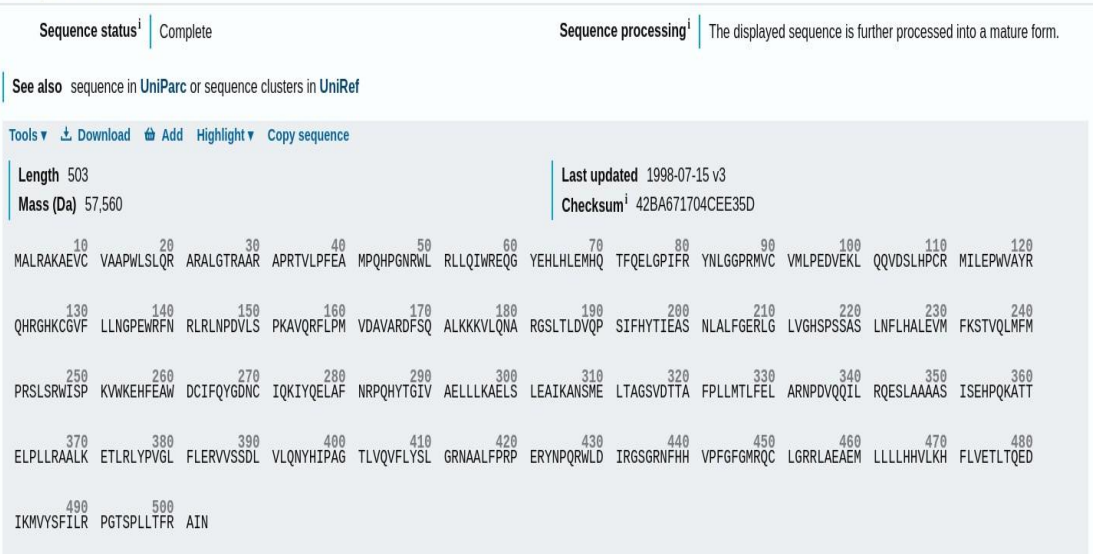 Sequence statusi Complete Sequence processingi The displayed sequence is further processed into a mature form.
See also sequence in UniParc or sequence clusters in UniRef
Tools▾ Download Add Highlight▾ Copy sequence
Length 503 Last updated 1998-07-15 v3
Mass (Da) 57,560 Checksumi 42BA671704CEE35D
10 20 30 40 50 60 70 80 90 100 110 120
MALRAKAEVC VAAPWLSLQR ARALGTRAAR APRTVLPFEA MPQHPGNRWL RLLQIWREQG YEHLHLEMHQ TFQELGPIFR YNLGGPRMVC VMLPEDVEKL QQVDSLHPCR MILEPWVAYR
130 140 150 160 170 180 190 200 210 220 230 240
QHRGHKCGVF LLNGPEWRFN RLRLNPDVLS PKAVQRFLPM VDAVARDFSQ ALKKKVLQNA RGSLTLDVQP SIFHYTIEAS NLALFGERLG LVGHSPSSAS LNFLHALEVM FKSTVQLMFM
250 260 270 280 290 300 310 320 330 340 350 360
PRSLSRWISP KVWKEHFEAW DCIFQYGDNC IQKIYQELAF NRPQHYTGIV AELLLKAELS LEAIKANSME LTAGSVDTTA FPLLMTLFEL ARNPDVQQIL RQESLAAAAS ISEHPQKATT
370 380 390 400 410 420 430 440 450 460 470 480
ELPLLRAALK ETLRLYPVGL FLERVVSSDL VLQNYHIPAG TLVQVFLYSL GRNAALFPRP ERYNPQRWLD IRGSGRNFHH VPFGFGMRQC LGRRLAEAEM LLLLHHVLKH FLVETLTQED
490 500
IKMVYSFILR PGTSPLLTFR AIN